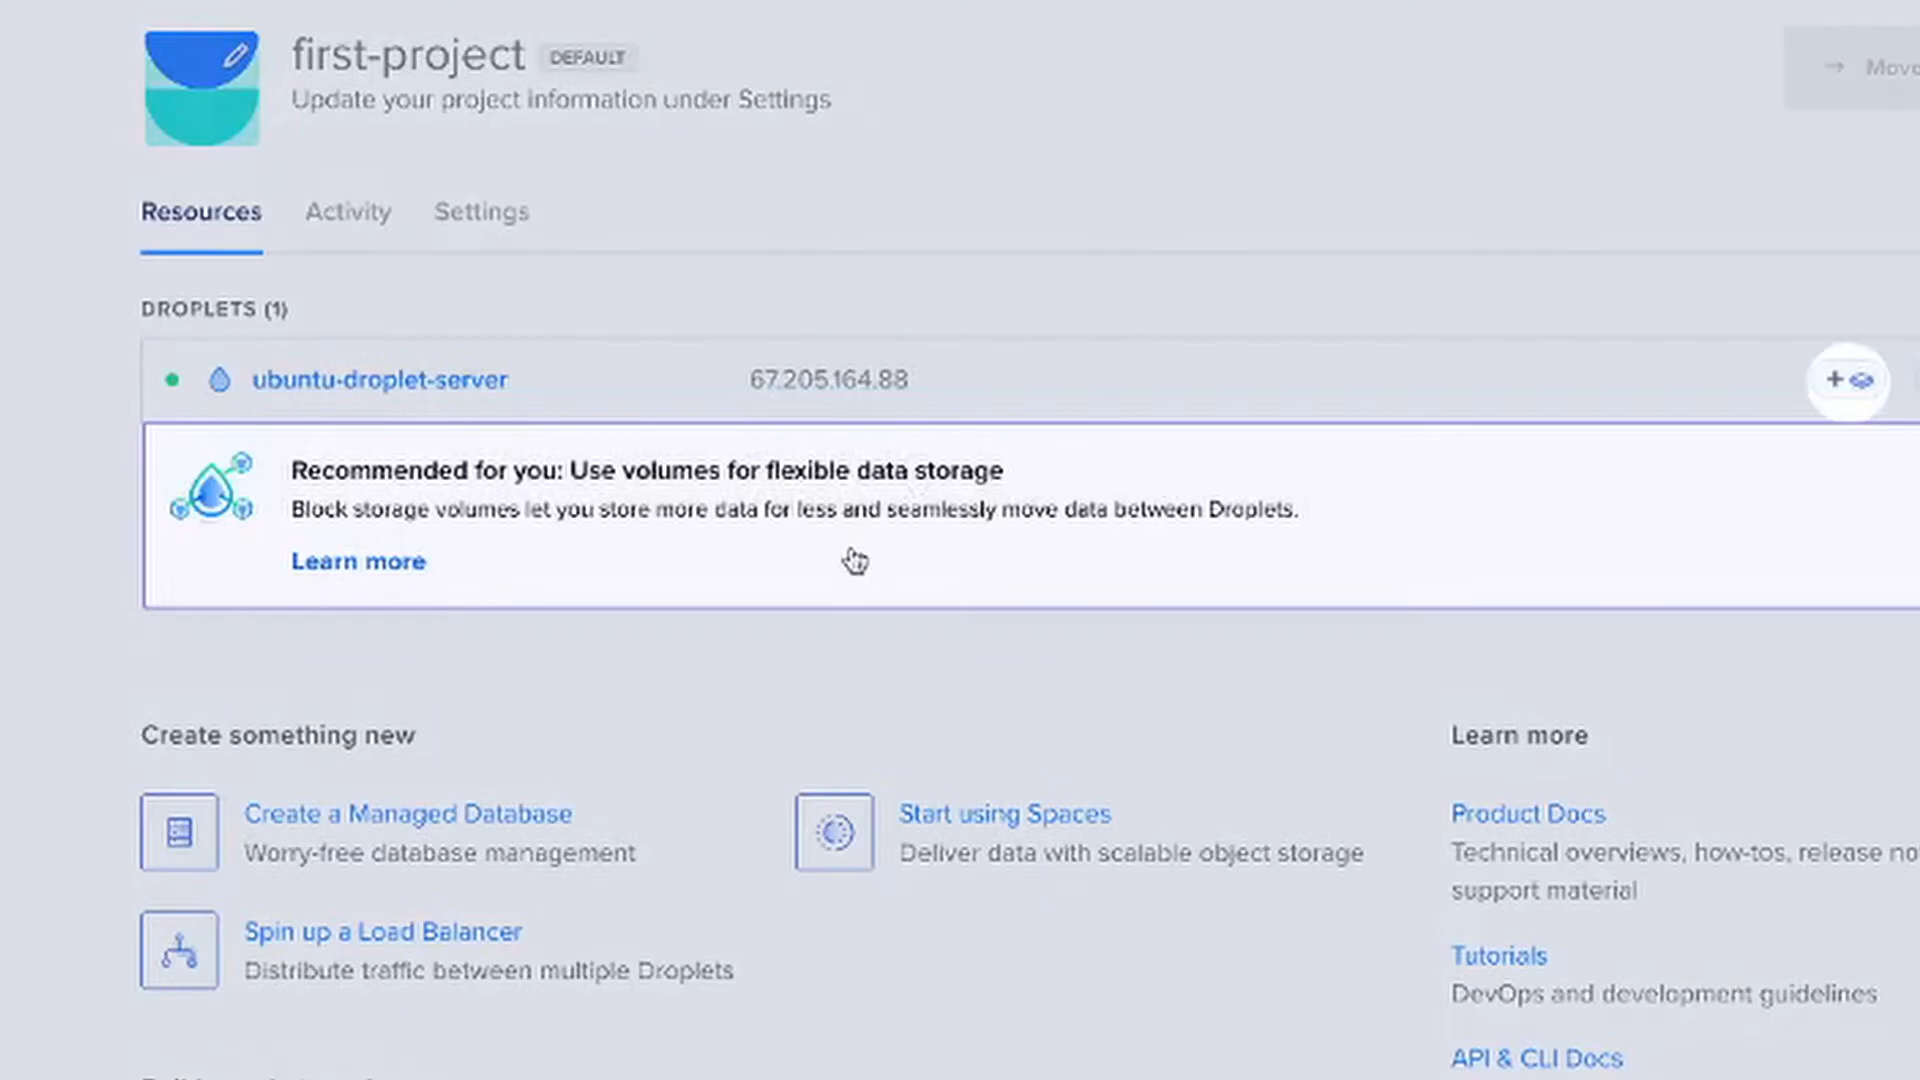 first-project DEFAULT
Update your project information under Settings
→ Move
Resources Activity Settings
DROPLETS (1)
ubuntu-droplet-server 67.205.164.88
Recommended for you: Use volumes for flexible data storage
Block storage volumes let you store more data for less and seamlessly move data between Droplets.
Learn more
Create something new
Create a Managed Database
Worry-free database management
Start using Spaces
Deliver data with scalable object storage
Spin up a Load Balancer
Distribute traffic between multiple Droplets
Learn more
Product Docs
Technical overviews, how-tos, release no
support material
Tutorials
DevOps and development guidelines
API & CLI Docs